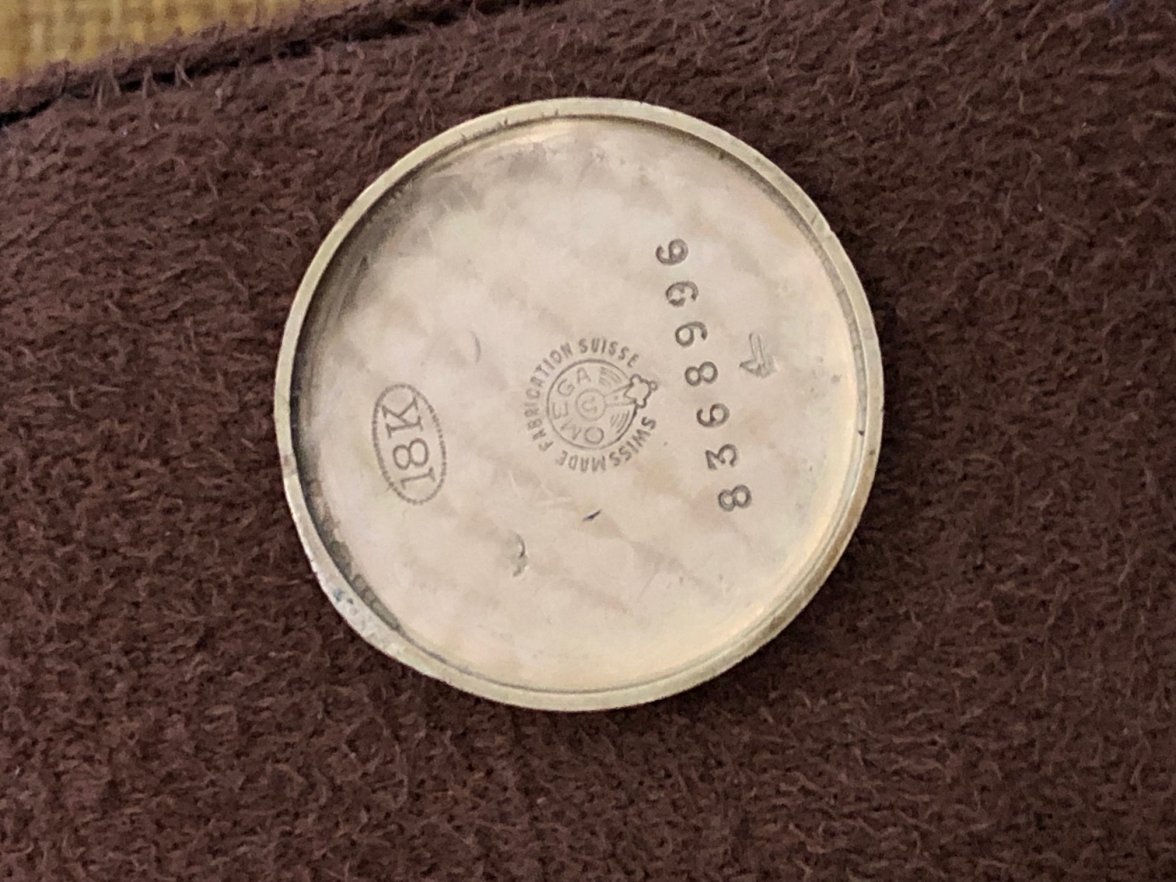 18K
FABRICATION SUISSE
OMEGA
SWISS MADE
8368996